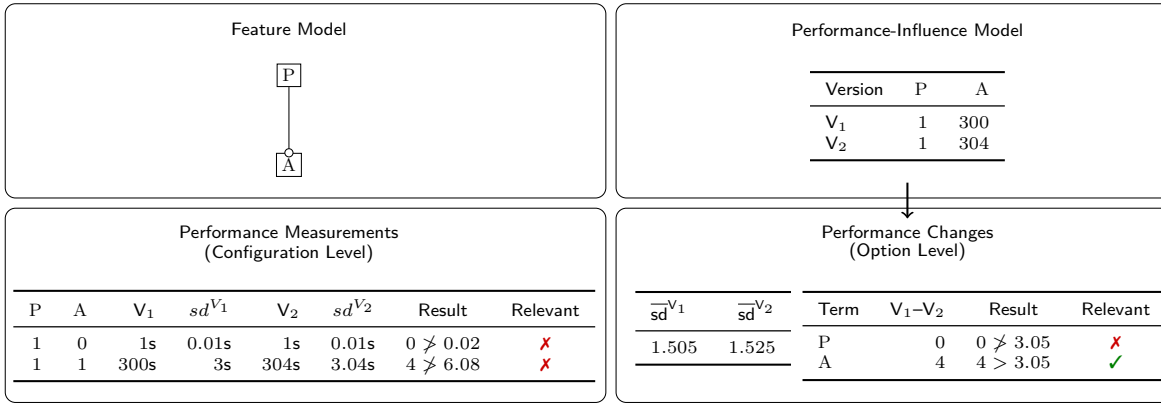 Feature Model
P
A
Performance-Influence Model
Version P A
V₁ 1 300
V₂ 1 304
Performance Measurements
(Configuration Level)
P A V₁ sd^V₁ V₂ sd^V₂ Result Relevant
1 0 1s 0.01s 1s 0.01s 0 ≯ 0.02 ✗
1 1 300s 3s 304s 3.04s 4 ≯ 6.08 ✗
Performance Changes
(Option Level)
s̅d̅^V₁ s̅d̅^V₂
1.505 1.525
Term V₁–V₂ Result Relevant
P 0 0 ≯ 3.05 ✗
A 4 4 > 3.05 ✓